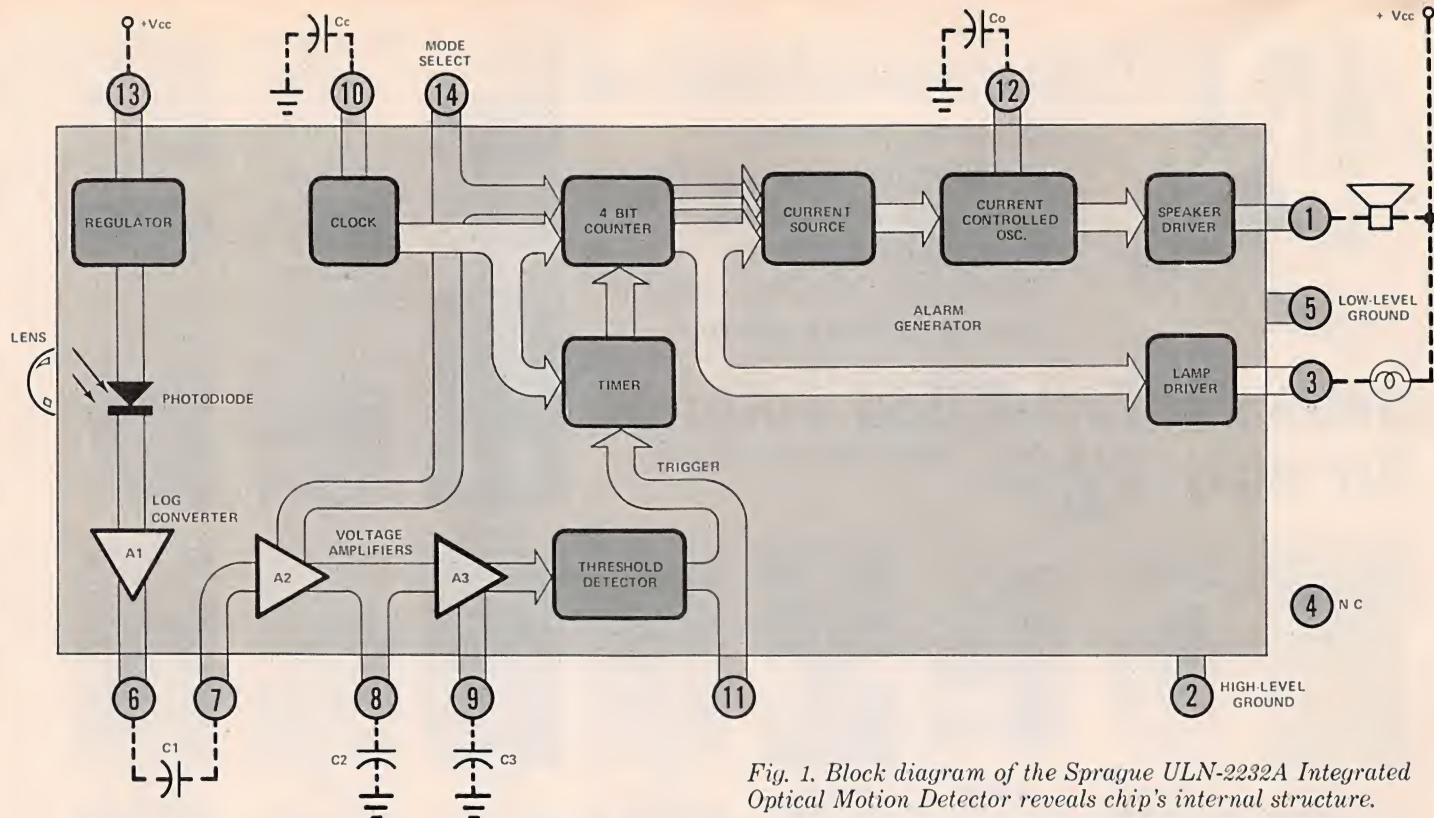 +Vcc
Cc
MODE
SELECT
Co
+ Vcc
13
10
14
12
REGULATOR
CLOCK
4 BIT
COUNTER
CURRENT
SOURCE
CURRENT
CONTROLLED
OSC.
SPEAKER
DRIVER
1
5
LOW-LEVEL
GROUND
ALARM
GENERATOR
LENS
PHOTODIODE
TIMER
LAMP
DRIVER
3
TRIGGER
LOG
CONVERTER
A1
A2
VOLTAGE
AMPLIFIERS
A3
THRESHOLD
DETECTOR
4
N C
6
7
8
9
11
2
HIGH-LEVEL
GROUND
C1
C2
C3
Fig. 1. Block diagram of the Sprague ULN-2232A Integrated
Optical Motion Detector reveals chip's internal structure.